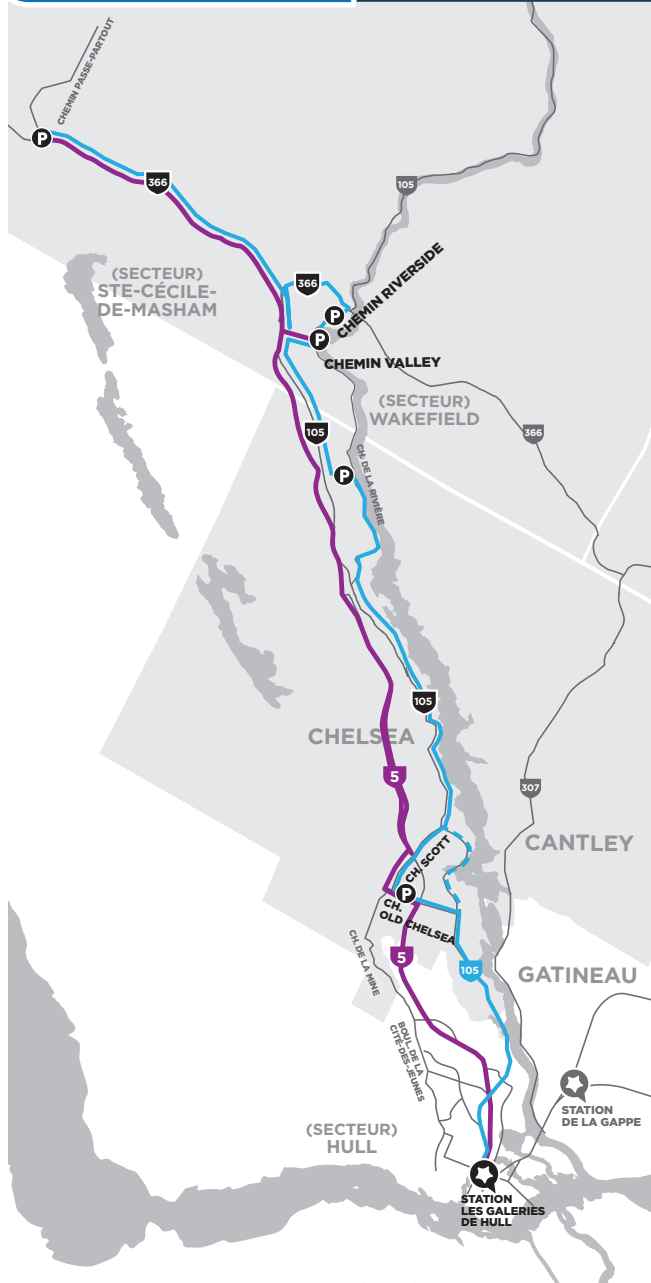 CHEMIN PASSE-PARTOUT
P
366
105
(SECTEUR)
STE-CÉCILE-
DE-MASHAM
366
CHEMIN RIVERSIDE
P
P
CHEMIN VALLEY
(SECTEUR)
WAKEFIELD
105
366
P
CH. DE LA RIVIÈRE
105
CHELSEA
5
307
CANTLEY
CH. SCOTT
P
CH.
OLD CHELSEA
CH. DE LA MINE
5
105
GATINEAU
BOUL. DE LA
CITÉ-DES-JEUNES
STATION
DE LA GAPPE
(SECTEUR)
HULL
STATION
LES GALERIES
DE HULL